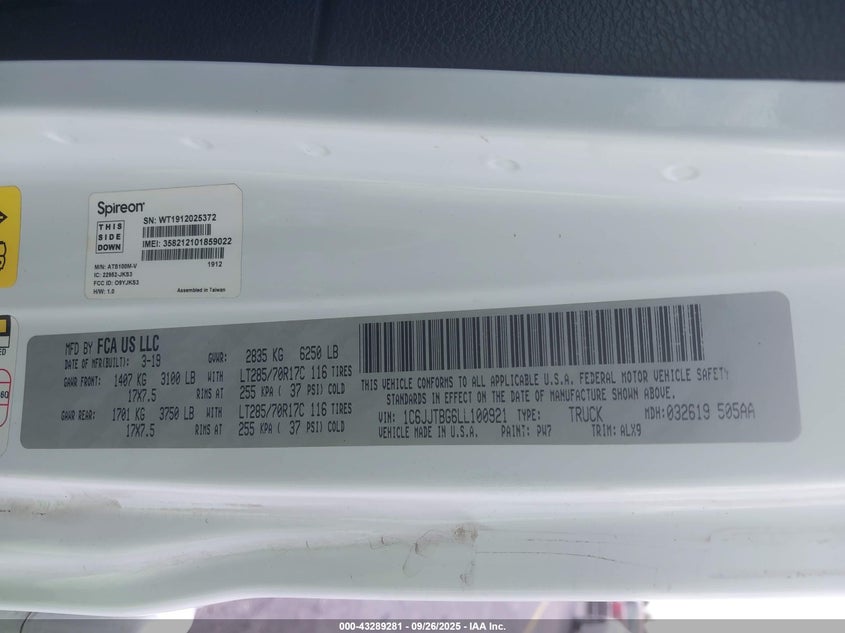 Spireon
THIS
SIDE
DOWN
SN: WT1912025372
IMEI: 358212101859022
M/N: ATS100M-V
1912
IC: 22982-JKS3
FCC ID: O9YJKS3
H/W: 1.0
Assembled in Taiwan
ED
60
MFD BY FCA US LLC
DATE OF MFR(BUILT): 3-19
GVWR: 2835 KG 6250 LB
GAWR FRONT: 1407 KG 3100 LB WITH LT285/70R17C 116 TIRES
17X7.5 RIMS AT 255 KPA ( 37 PSI) COLD
GAWR REAR: 1701 KG 3750 LB WITH LT285/70R17C 116 TIRES
17X7.5 RIMS AT 255 KPA ( 37 PSI) COLD
THIS VEHICLE CONFORMS TO ALL APPLICABLE U.S.A. FEDERAL MOTOR VEHICLE SAFETY
STANDARDS IN EFFECT ON THE DATE OF MANUFACTURE SHOWN ABOVE.
VIN: 1C6JJTBG6LL100921 TYPE: TRUCK MDH:032619 505AA
VEHICLE MADE IN U.S.A. PAINT: PW7 TRIM: ALX9
000-43289281 - 09/26/2025 - IAA Inc.